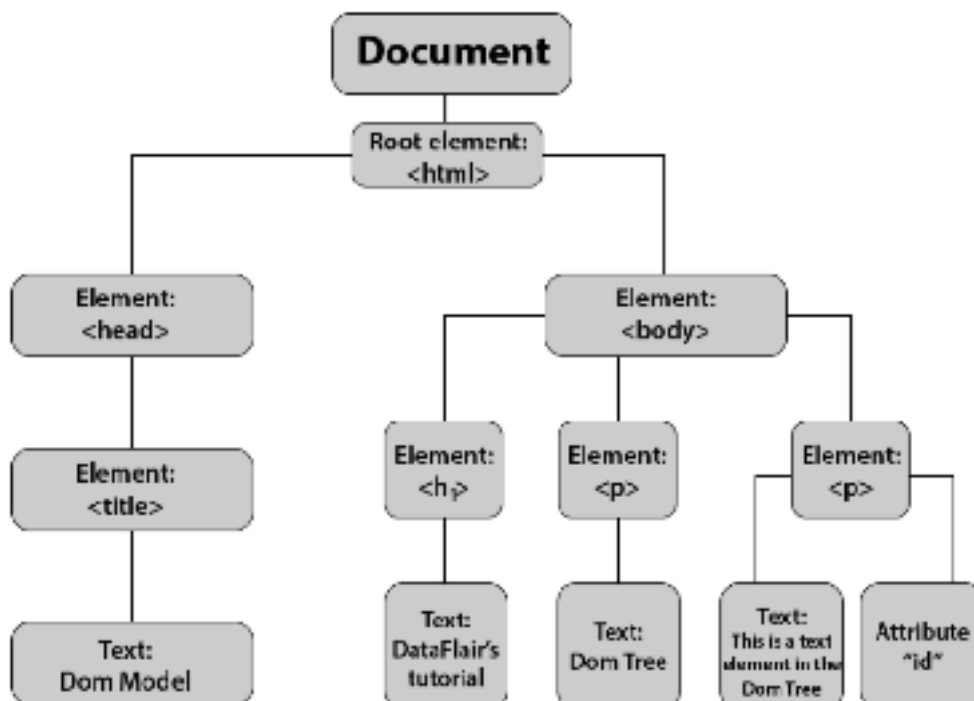 Document
Root element:
<html>
Element:
<head>
Element:
<body>
Element:
<title>
Element:
<h1>
Element:
<p>
Element:
<p>
Text:
Dom Model
Text:
DataFlair's
tutorial
Text:
Dom Tree
Text:
This is a text
element in the
Dom Tree
Attribute
"id"